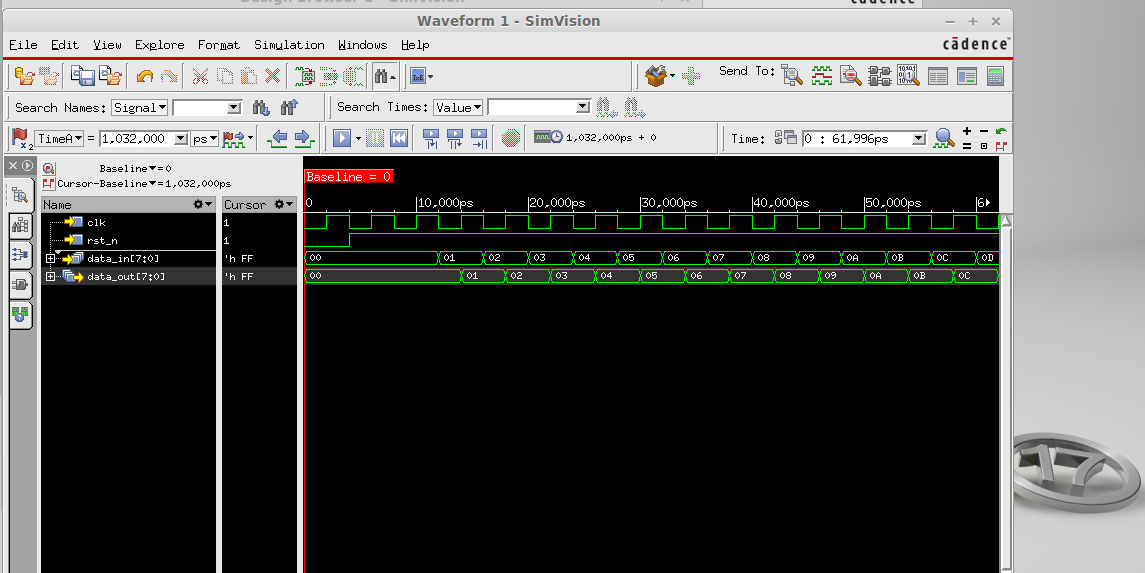 Waveform 1 - SimVision
File Edit View Explore Format Simulation Windows Help
cādence
Send To:
Search Names: Signal
Search Times: Value
TimeA = 1,032,000 ps
1,032,000ps + 0
Time: 0 : 61,996ps
Baseline = 0
Cursor-Baseline = 1,032,000ps
Baseline = 0
Name Cursor
0 10,000ps 20,000ps 30,000ps 40,000ps 50,000ps 6
clk 1
rst_n 1
data_in[7:0] 'h FF 00 01 02 03 04 05 06 07 08 09 0A 0B 0C 0D
data_out[7:0] 'h FF 00 01 02 03 04 05 06 07 08 09 0A 0B 0C
17